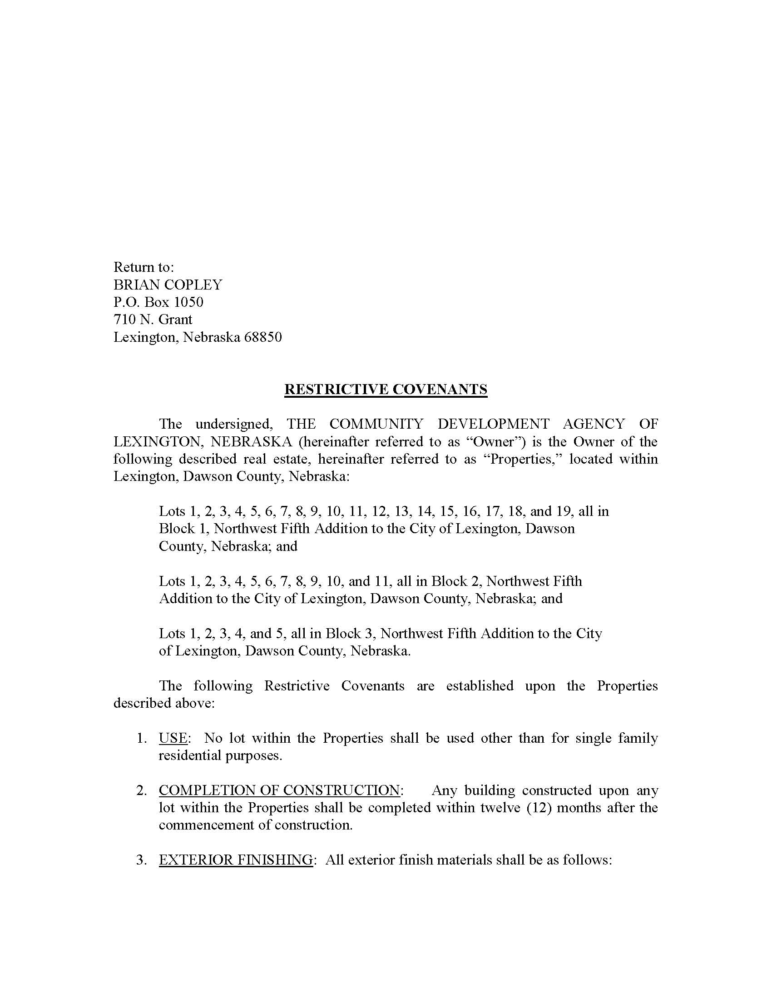 Return to:
BRIAN COPLEY
P.O. Box 1050
710 N. Grant
Lexington, Nebraska 68850
RESTRICTIVE COVENANTS
The undersigned, THE COMMUNITY DEVELOPMENT AGENCY OF
LEXINGTON, NEBRASKA (hereinafter referred to as “Owner”) is the Owner of the
following described real estate, hereinafter referred to as “Properties,” located within
Lexington, Dawson County, Nebraska:
Lots 1, 2, 3, 4, 5, 6, 7, 8, 9, 10, 11, 12, 13, 14, 15, 16, 17, 18, and 19, all in
Block 1, Northwest Fifth Addition to the City of Lexington, Dawson
County, Nebraska; and
Lots 1, 2, 3, 4, 5, 6, 7, 8, 9, 10, and 11, all in Block 2, Northwest Fifth
Addition to the City of Lexington, Dawson County, Nebraska; and
Lots 1, 2, 3, 4, and 5, all in Block 3, Northwest Fifth Addition to the City
of Lexington, Dawson County, Nebraska.
The following Restrictive Covenants are established upon the Properties
described above:
1. USE: No lot within the Properties shall be used other than for single family
residential purposes.
2. COMPLETION OF CONSTRUCTION: Any building constructed upon any
lot within the Properties shall be completed within twelve (12) months after the
commencement of construction.
3. EXTERIOR FINISHING: All exterior finish materials shall be as follows: